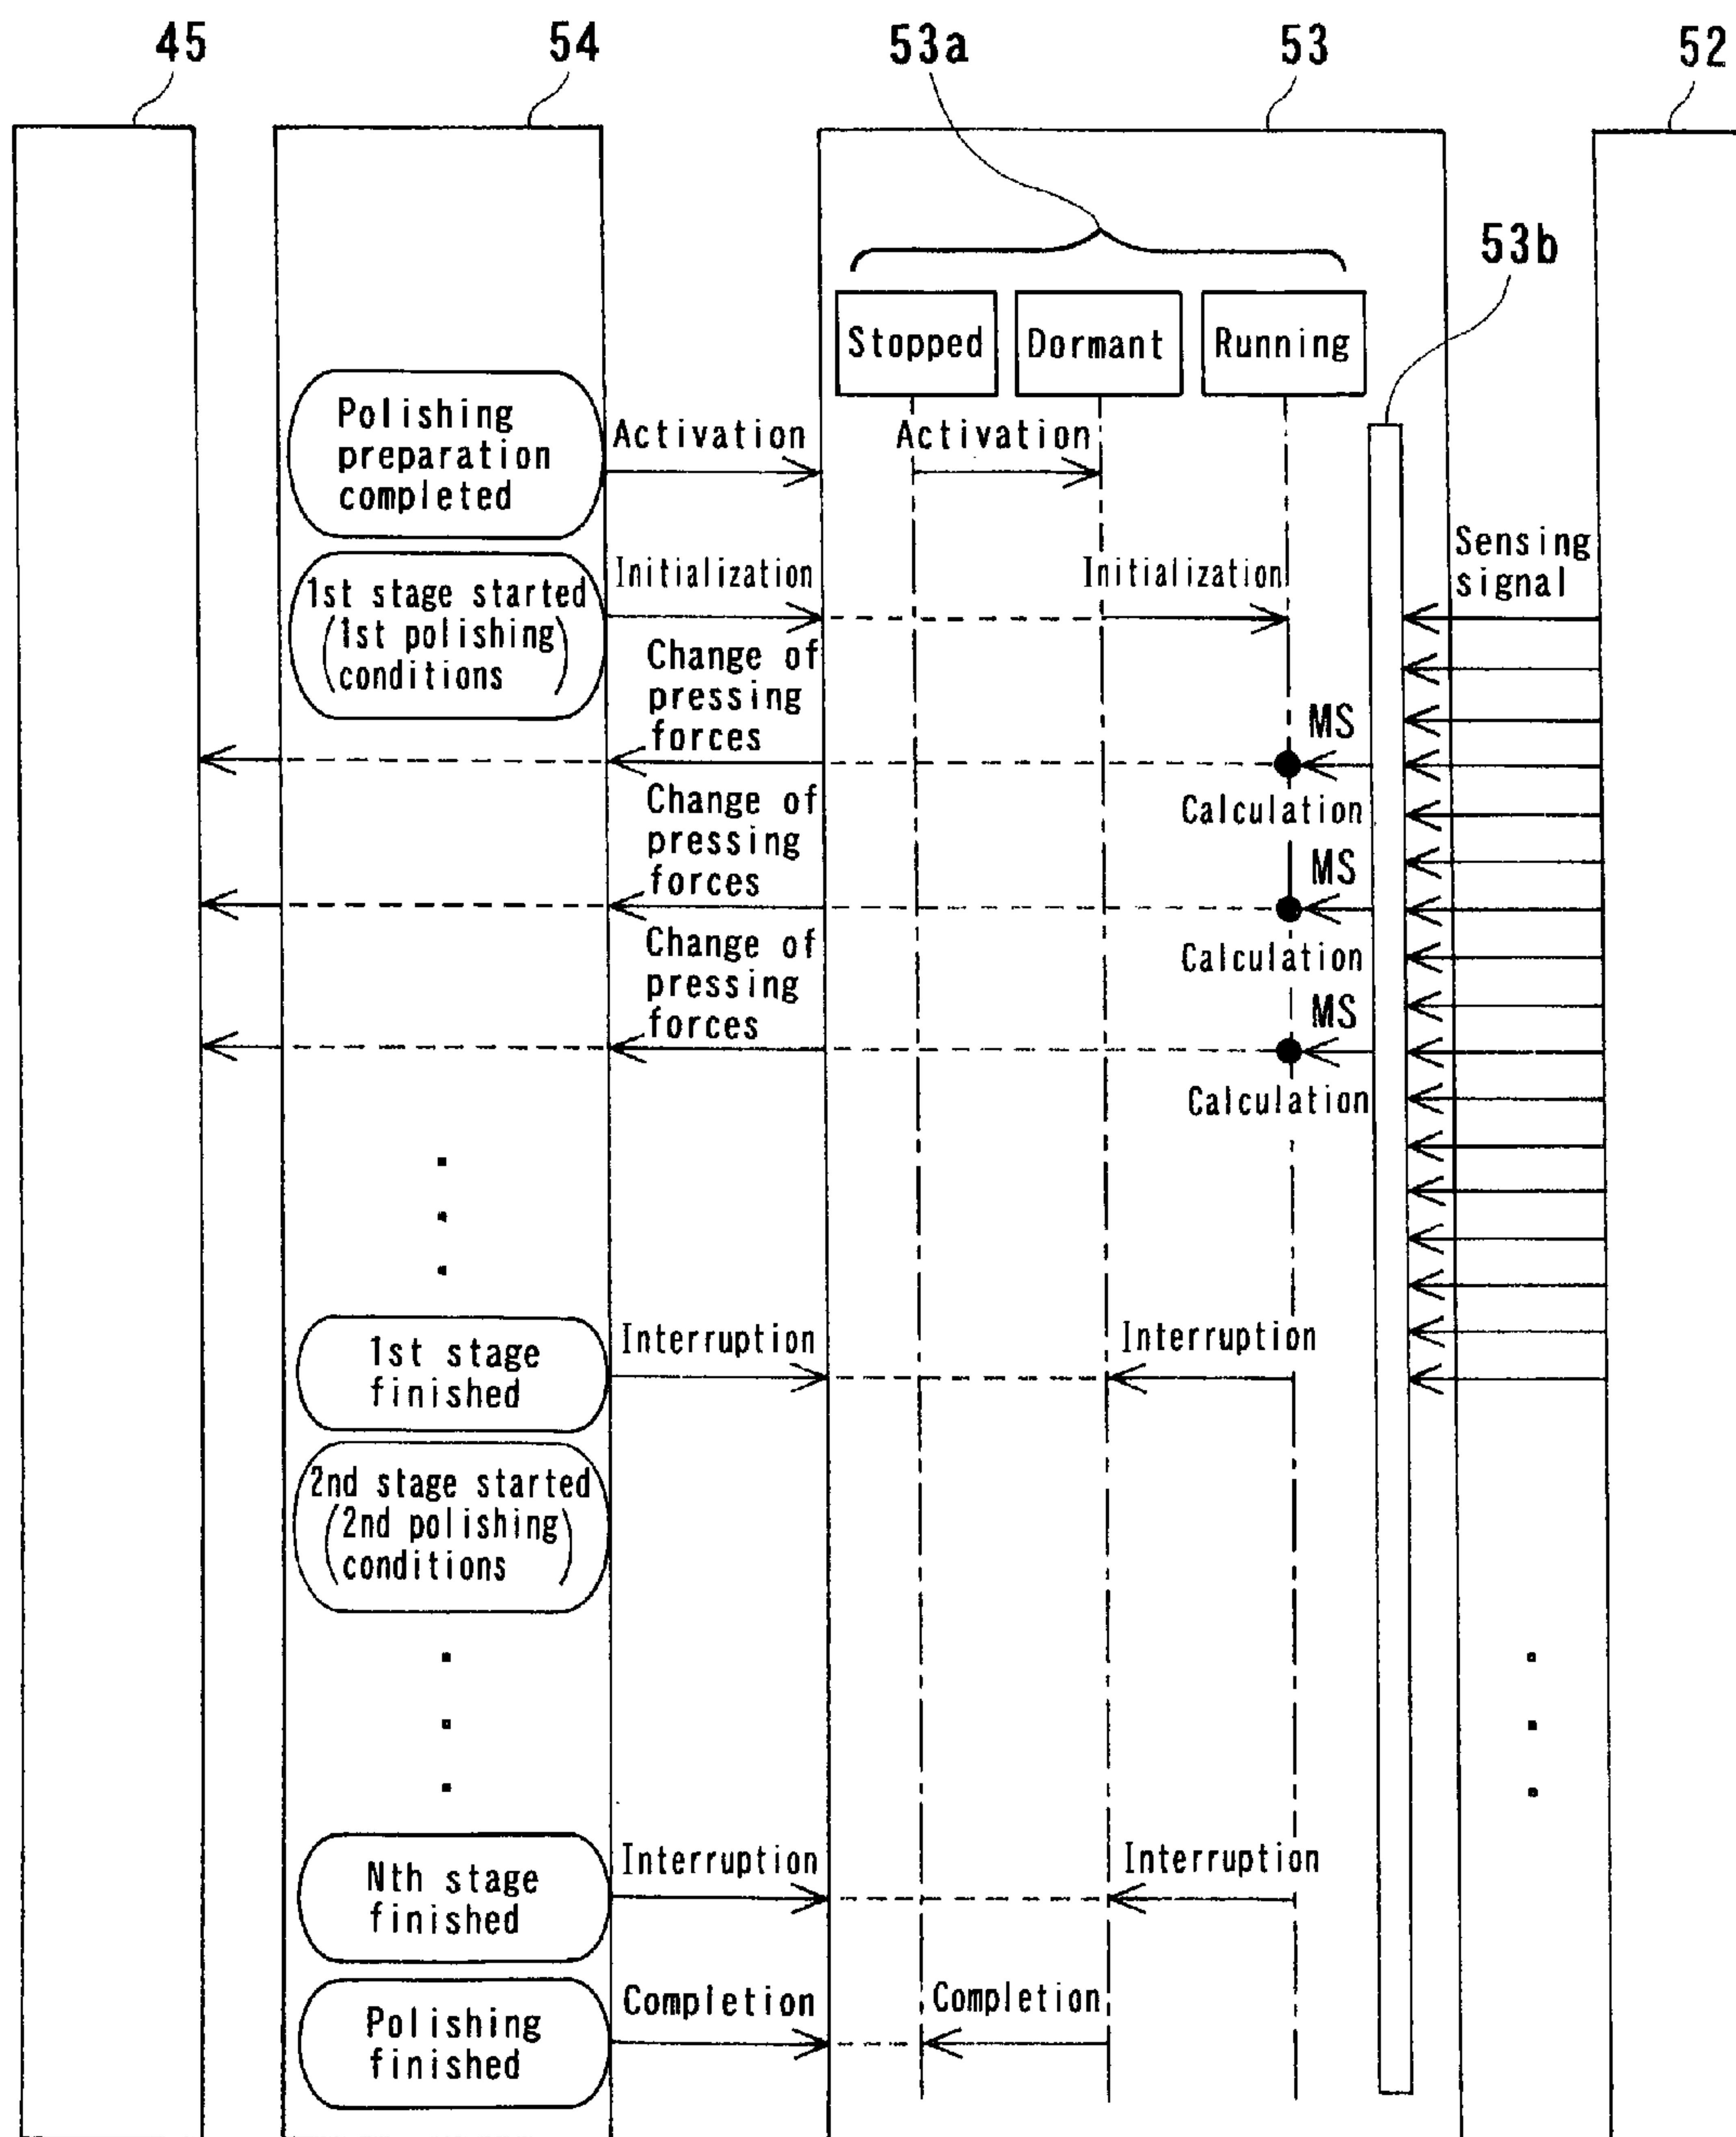 45
54
53a
53
52
53b
Stopped
Dormant
Running
Polishing
preparation
completed
Activation
Activation
1st stage started
(1st polishing)
conditions
Initialization
Initialization
Sensing
signal
Change of
pressing
forces
MS
Calculation
Change of
pressing
forces
MS
Calculation
Change of
pressing
forces
MS
Calculation
1st stage
finished
Interruption
Interruption
2nd stage started
(2nd polishing)
conditions
Nth stage
finished
Interruption
Interruption
Polishing
finished
Completion
Completion